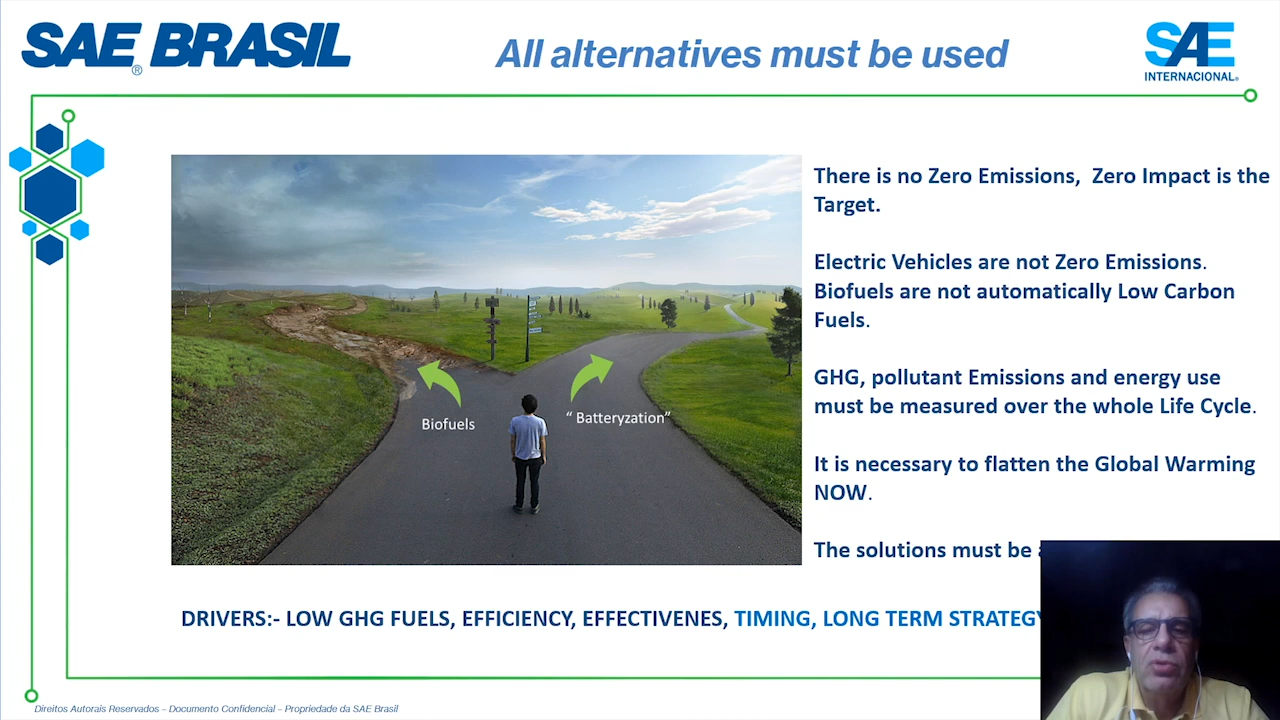 SAE BRASIL®
All alternatives must be used
SAE
INTERNACIONAL®
There is no Zero Emissions, Zero Impact is the
Target.
Electric Vehicles are not Zero Emissions.
Biofuels are not automatically Low Carbon
Fuels.
GHG, pollutant Emissions and energy use
must be measured over the whole Life Cycle.
It is necessary to flatten the Global Warming
NOW.
The solutions must be
Biofuels
“ Batteryzation”
DRIVERS:- LOW GHG FUELS, EFFICIENCY, EFFECTIVENES, TIMING, LONG TERM STRATEGY
Direitos Autorais Reservados – Documento Confidencial – Propriedade da SAE Brasil